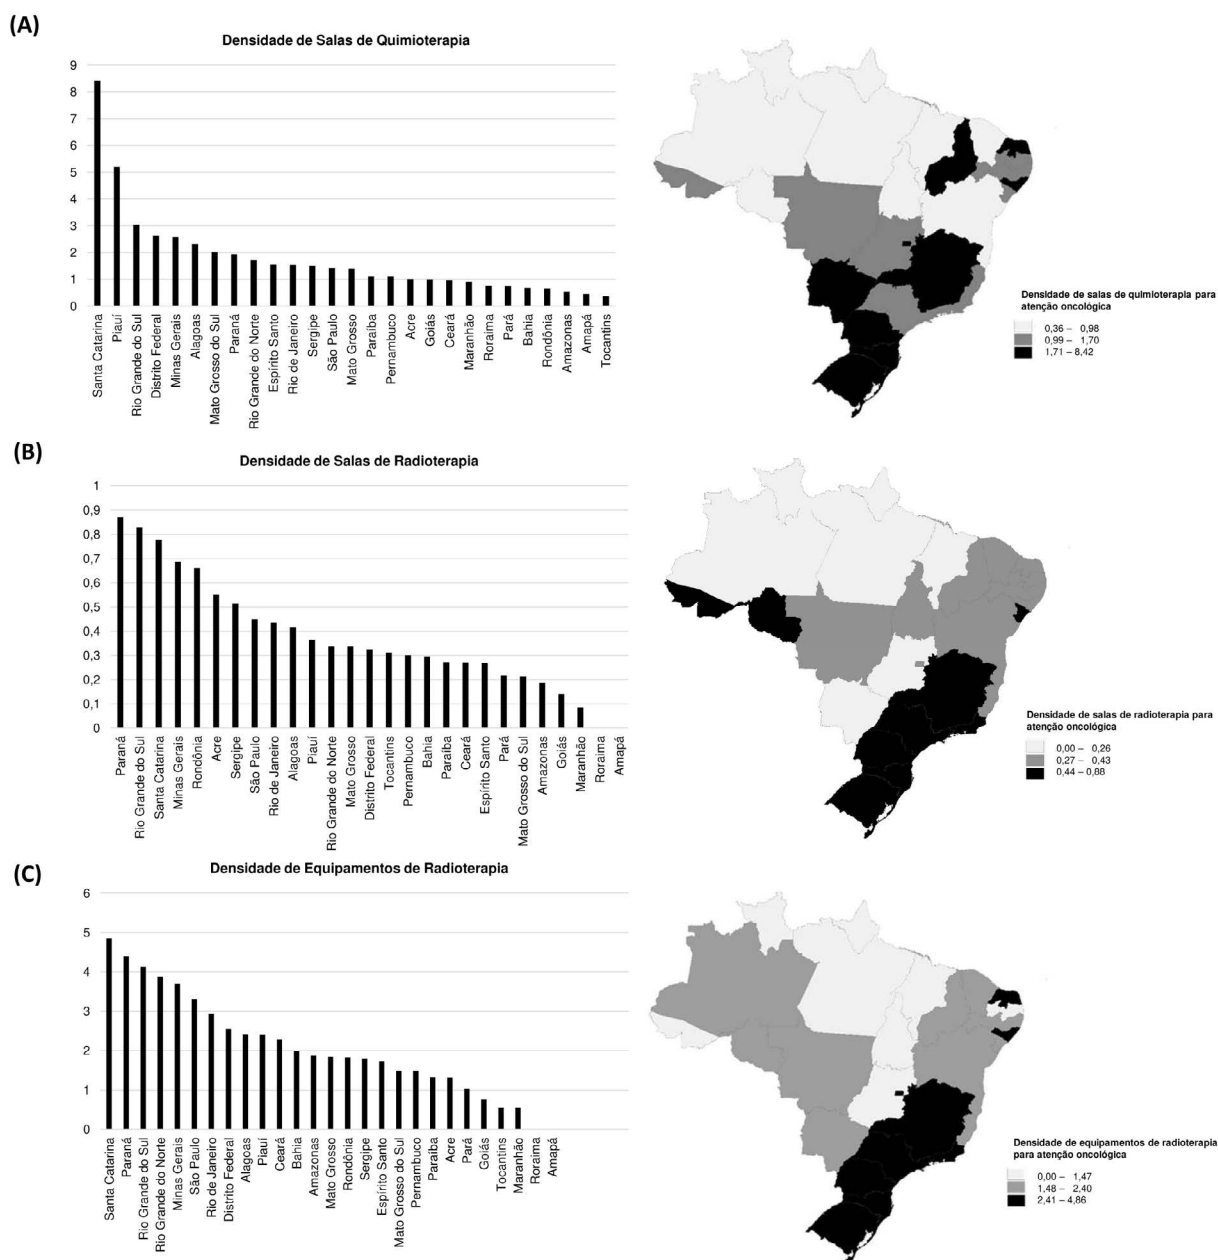 (A)
Densidade de Salas de Quimioterapia
9
8
7
6
5
4
3
2
1
0
Santa Catarina
Piauí
Rio Grande do Sul
Distrito Federal
Minas Gerais
Alagoas
Mato Grosso do Sul
Paraná
Rio Grande do Norte
Espírito Santo
Rio de Janeiro
Sergipe
São Paulo
Mato Grosso
Paraíba
Pernambuco
Acre
Goiás
Ceará
Maranhão
Roraima
Pará
Bahia
Rondônia
Amazonas
Amapá
Tocantins
Densidade de salas de quimioterapia para
atenção oncológica
0,36 – 0,98
0,99 - 1,70
1,71 – 8,42
(B)
Densidade de Salas de Radioterapia
1
0,9
0,8
0,7
0,6
0,5
0,4
0,3
0,2
0,1
0
Paraná
Rio Grande do Sul
Santa Catarina
Minas Gerais
Rondônia
Acre
Sergipe
São Paulo
Rio de Janeiro
Alagoas
Piauí
Rio Grande do Norte
Mato Grosso
Distrito Federal
Tocantins
Pernambuco
Bahia
Paraíba
Ceará
Espírito Santo
Pará
Mato Grosso do Sul
Amazonas
Goiás
Maranhão
Roraima
Amapá
Densidade de salas de radioterapia para
atenção oncológica
0,00 – 0,26
0,27 – 0,43
0,44 – 0,88
(C)
Densidade de Equipamentos de Radioterapia
6
5
4
3
2
1
0
Santa Catarina
Paraná
Rio Grande do Sul
Rio Grande do Norte
Minas Gerais
São Paulo
Rio de Janeiro
Distrito Federal
Alagoas
Piauí
Ceará
Bahia
Amazonas
Mato Grosso
Rondônia
Sergipe
Espírito Santo
Mato Grosso do Sul
Pernambuco
Paraíba
Acre
Pará
Goiás
Tocantins
Maranhão
Roraima
Amapá
Densidade de equipamentos de radioterapia
para atenção oncológica
0,00 – 1,47
1,48 – 2,40
2,41 – 4,86